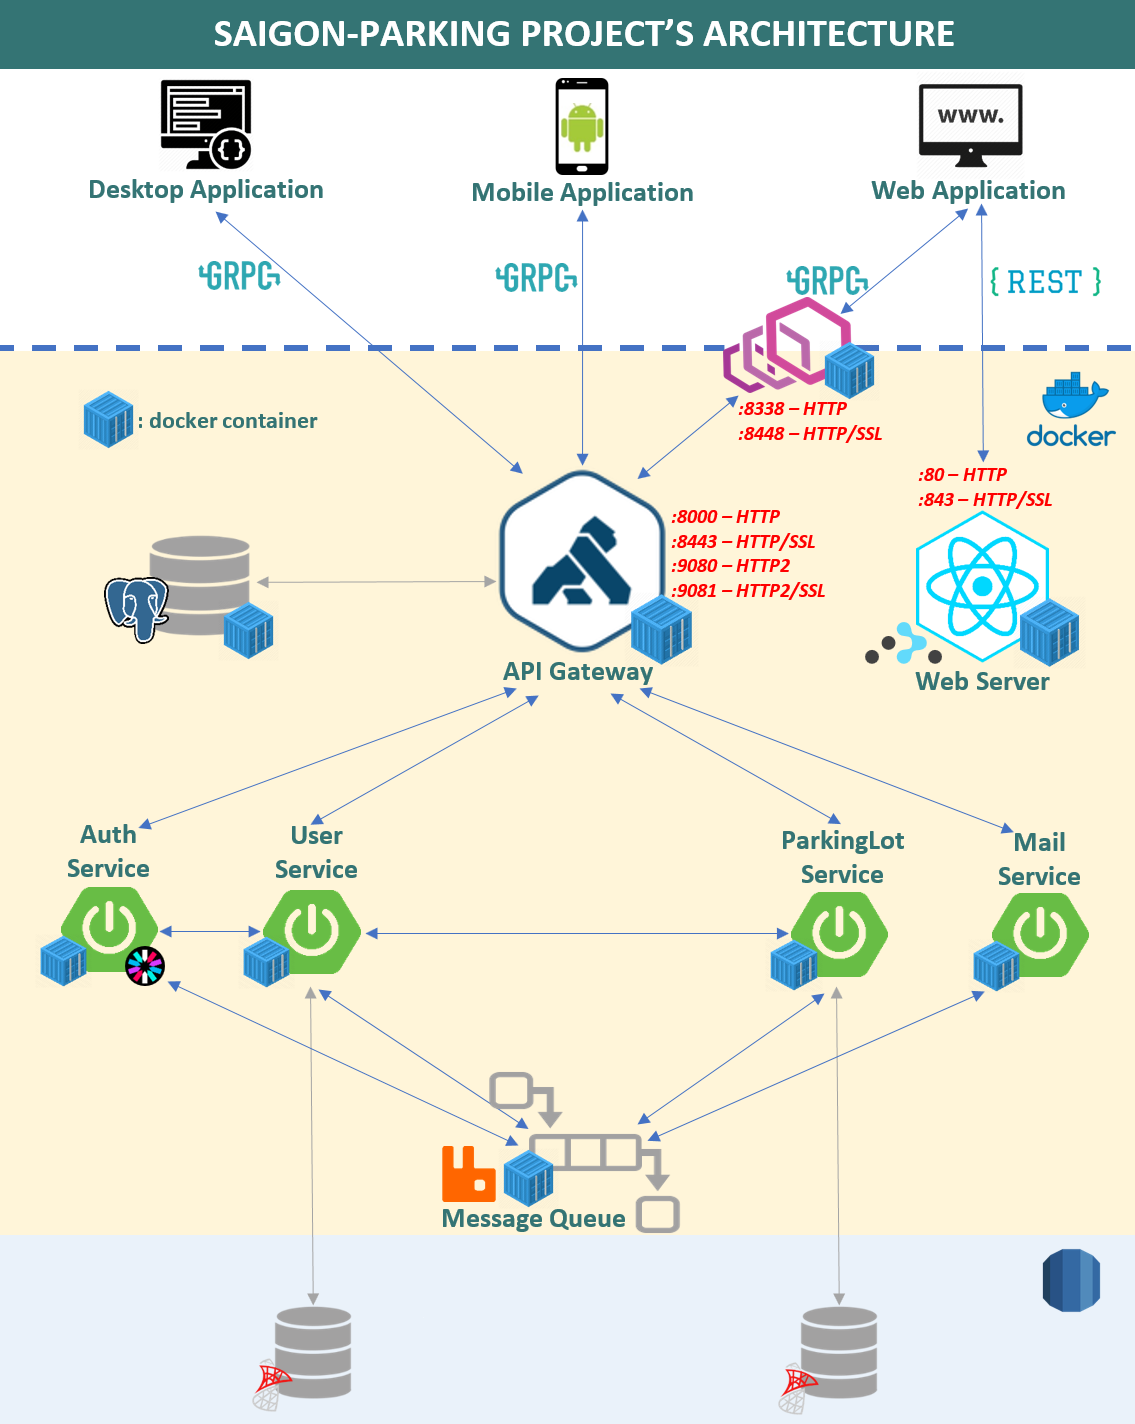 SAIGON-PARKING PROJECT'S ARCHITECTURE
www.
Desktop Application
Mobile Application
Web Application
GRPC
GRPC
GRPC
{ REST }
: docker container
:8338 – HTTP
:8448 – HTTP/SSL
docker
:80 – HTTP
:843 – HTTP/SSL
:8000 – HTTP
:8443 – HTTP/SSL
:9080 – HTTP2
:9081 – HTTP2/SSL
API Gateway
Web Server
Auth
Service
User
Service
ParkingLot
Service
Mail
Service
Message Queue